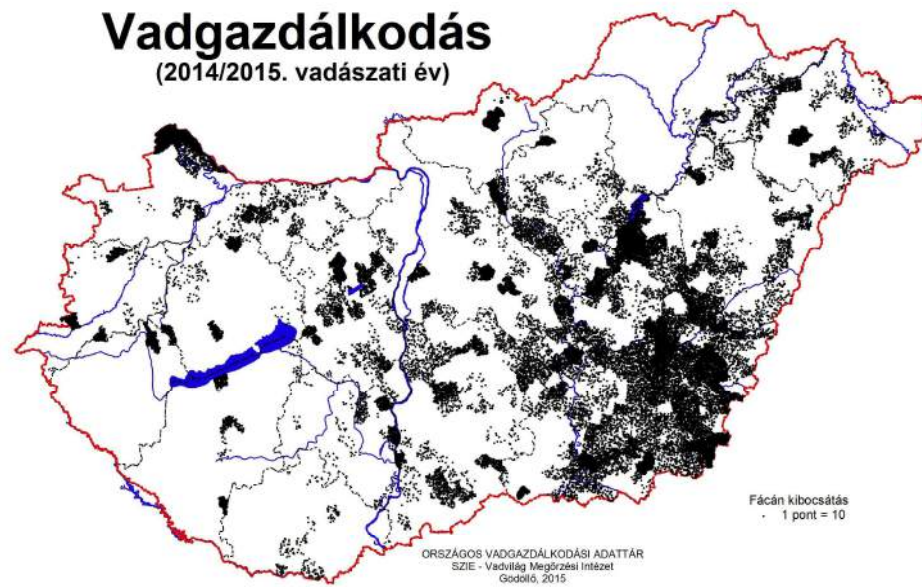 Vadgazdálkodás
(2014/2015. vadászati év)
Fácán kibocsátás
· 1 pont = 10
ORSZÁGOS VADGAZDÁLKODÁSI ADATTÁR
SZIE - Vadvilág Megőrzési Intézet
Gödöllő, 2015